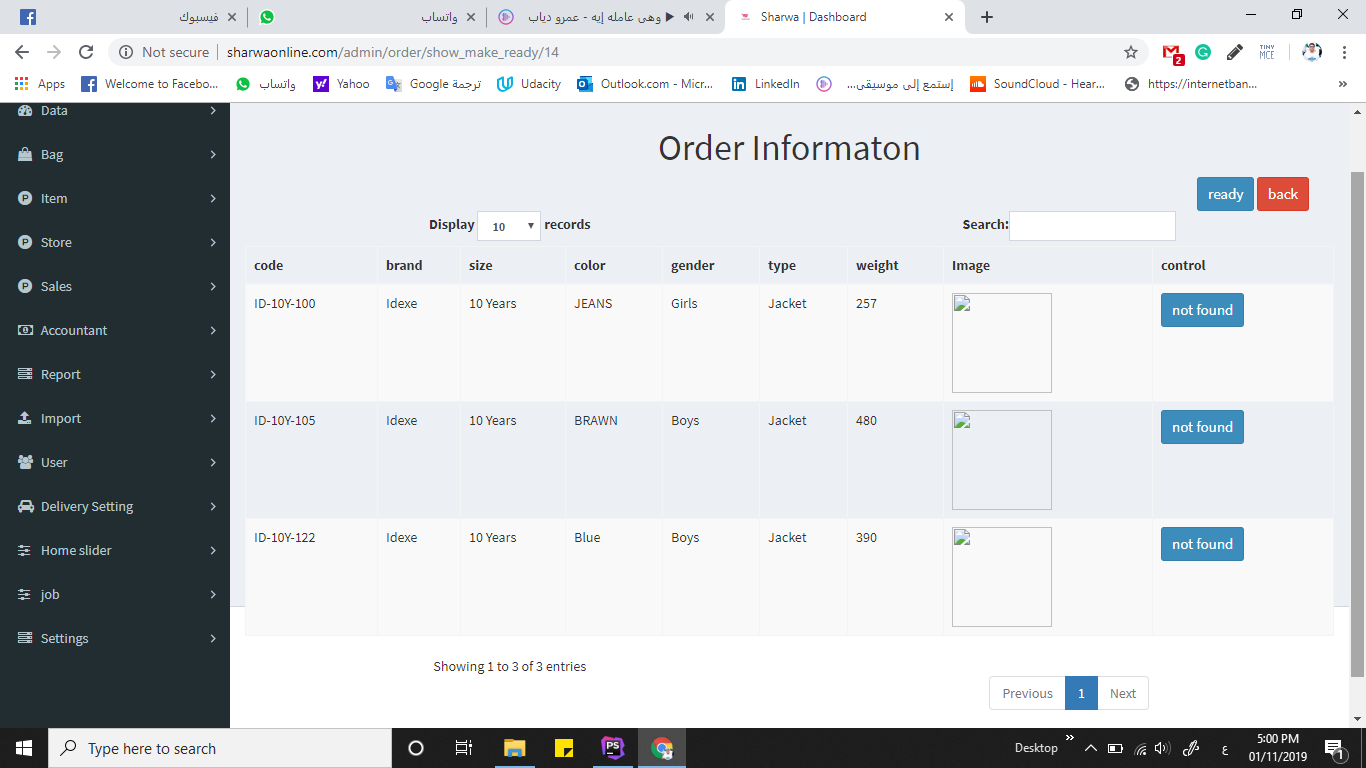 فيسبوك
واتساب
وهى عامله إيه - عمرو دياب
Sharwa | Dashboard
Not secure
sharwaonline.com/admin/order/show_make_ready/14
2
TINY MCE
Apps
Welcome to Facebo...
واتساب
Yahoo
ترجمة Google
Udacity
Outlook.com - Micr...
LinkedIn
إستمع إلى موسيقى...
SoundCloud - Hear...
https://internetban...
Data
Bag
Item
Store
Sales
Accountant
Report
Import
User
Delivery Setting
Home slider
job
Settings
Order Informaton
ready back
Display 10 records Search:
code brand size color gender type weight Image control
ID-10Y-100 Idexe 10 Years JEANS Girls Jacket 257 not found
ID-10Y-105 Idexe 10 Years BRAWN Boys Jacket 480 not found
ID-10Y-122 Idexe 10 Years Blue Boys Jacket 390 not found
Showing 1 to 3 of 3 entries
Previous 1 Next
Type here to search
PS
Desktop
ع
5:00 PM
01/11/2019
1